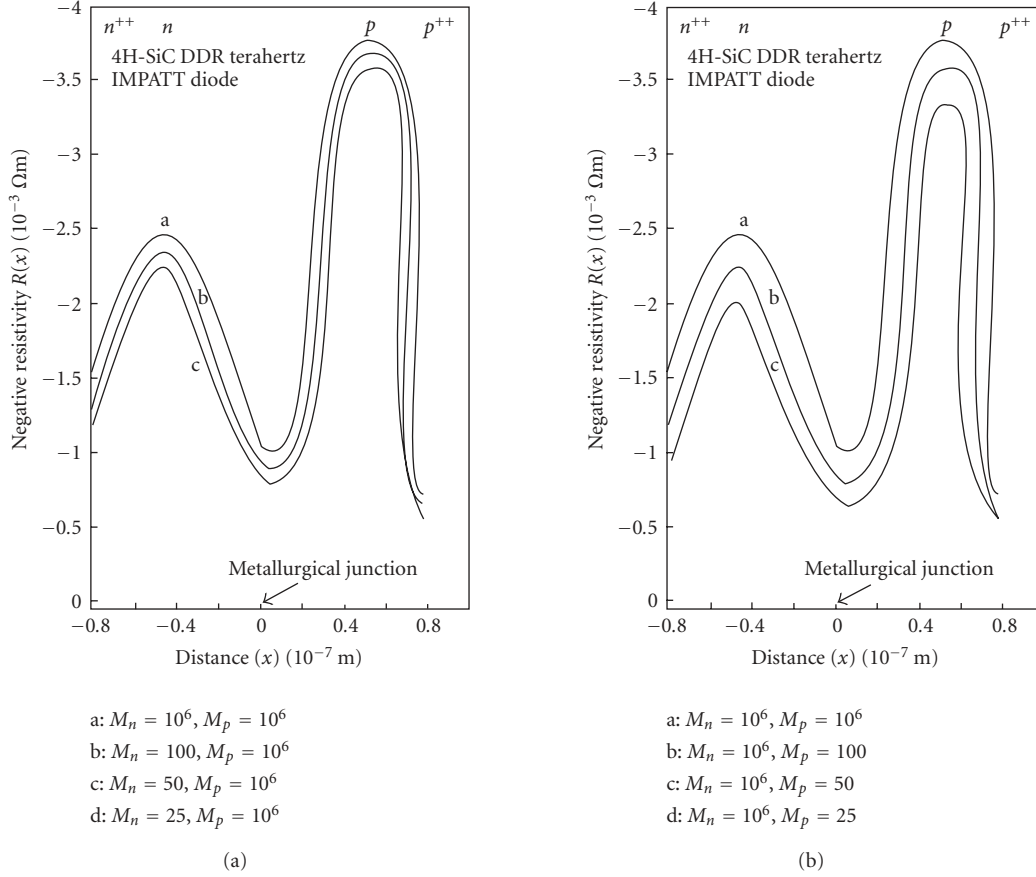 −4
−3.5
−3
−2.5
−2
−1.5
−1
−0.5
0
Negative resistivity R(x) (10⁻³ Ωm)
n⁺⁺ n p p⁺⁺
4H-SiC DDR terahertz
IMPATT diode
a
b
c
Metallurgical junction
−0.8 −0.4 0 0.4 0.8
Distance (x) (10⁻⁷ m)
a: Mₙ = 10⁶, Mₚ = 10⁶
b: Mₙ = 100, Mₚ = 10⁶
c: Mₙ = 50, Mₚ = 10⁶
d: Mₙ = 25, Mₚ = 10⁶
(a)
−4
−3.5
−3
−2.5
−2
−1.5
−1
−0.5
0
Negative resistivity R(x) (10⁻³ Ωm)
n⁺⁺ n p p⁺⁺
4H-SiC DDR terahertz
IMPATT diode
a
b
c
Metallurgical junction
−0.8 −0.4 0 0.4 0.8
Distance (x) (10⁻⁷ m)
a: Mₙ = 10⁶, Mₚ = 10⁶
b: Mₙ = 10⁶, Mₚ = 100
c: Mₙ = 10⁶, Mₚ = 50
d: Mₙ = 10⁶, Mₚ = 25
(b)